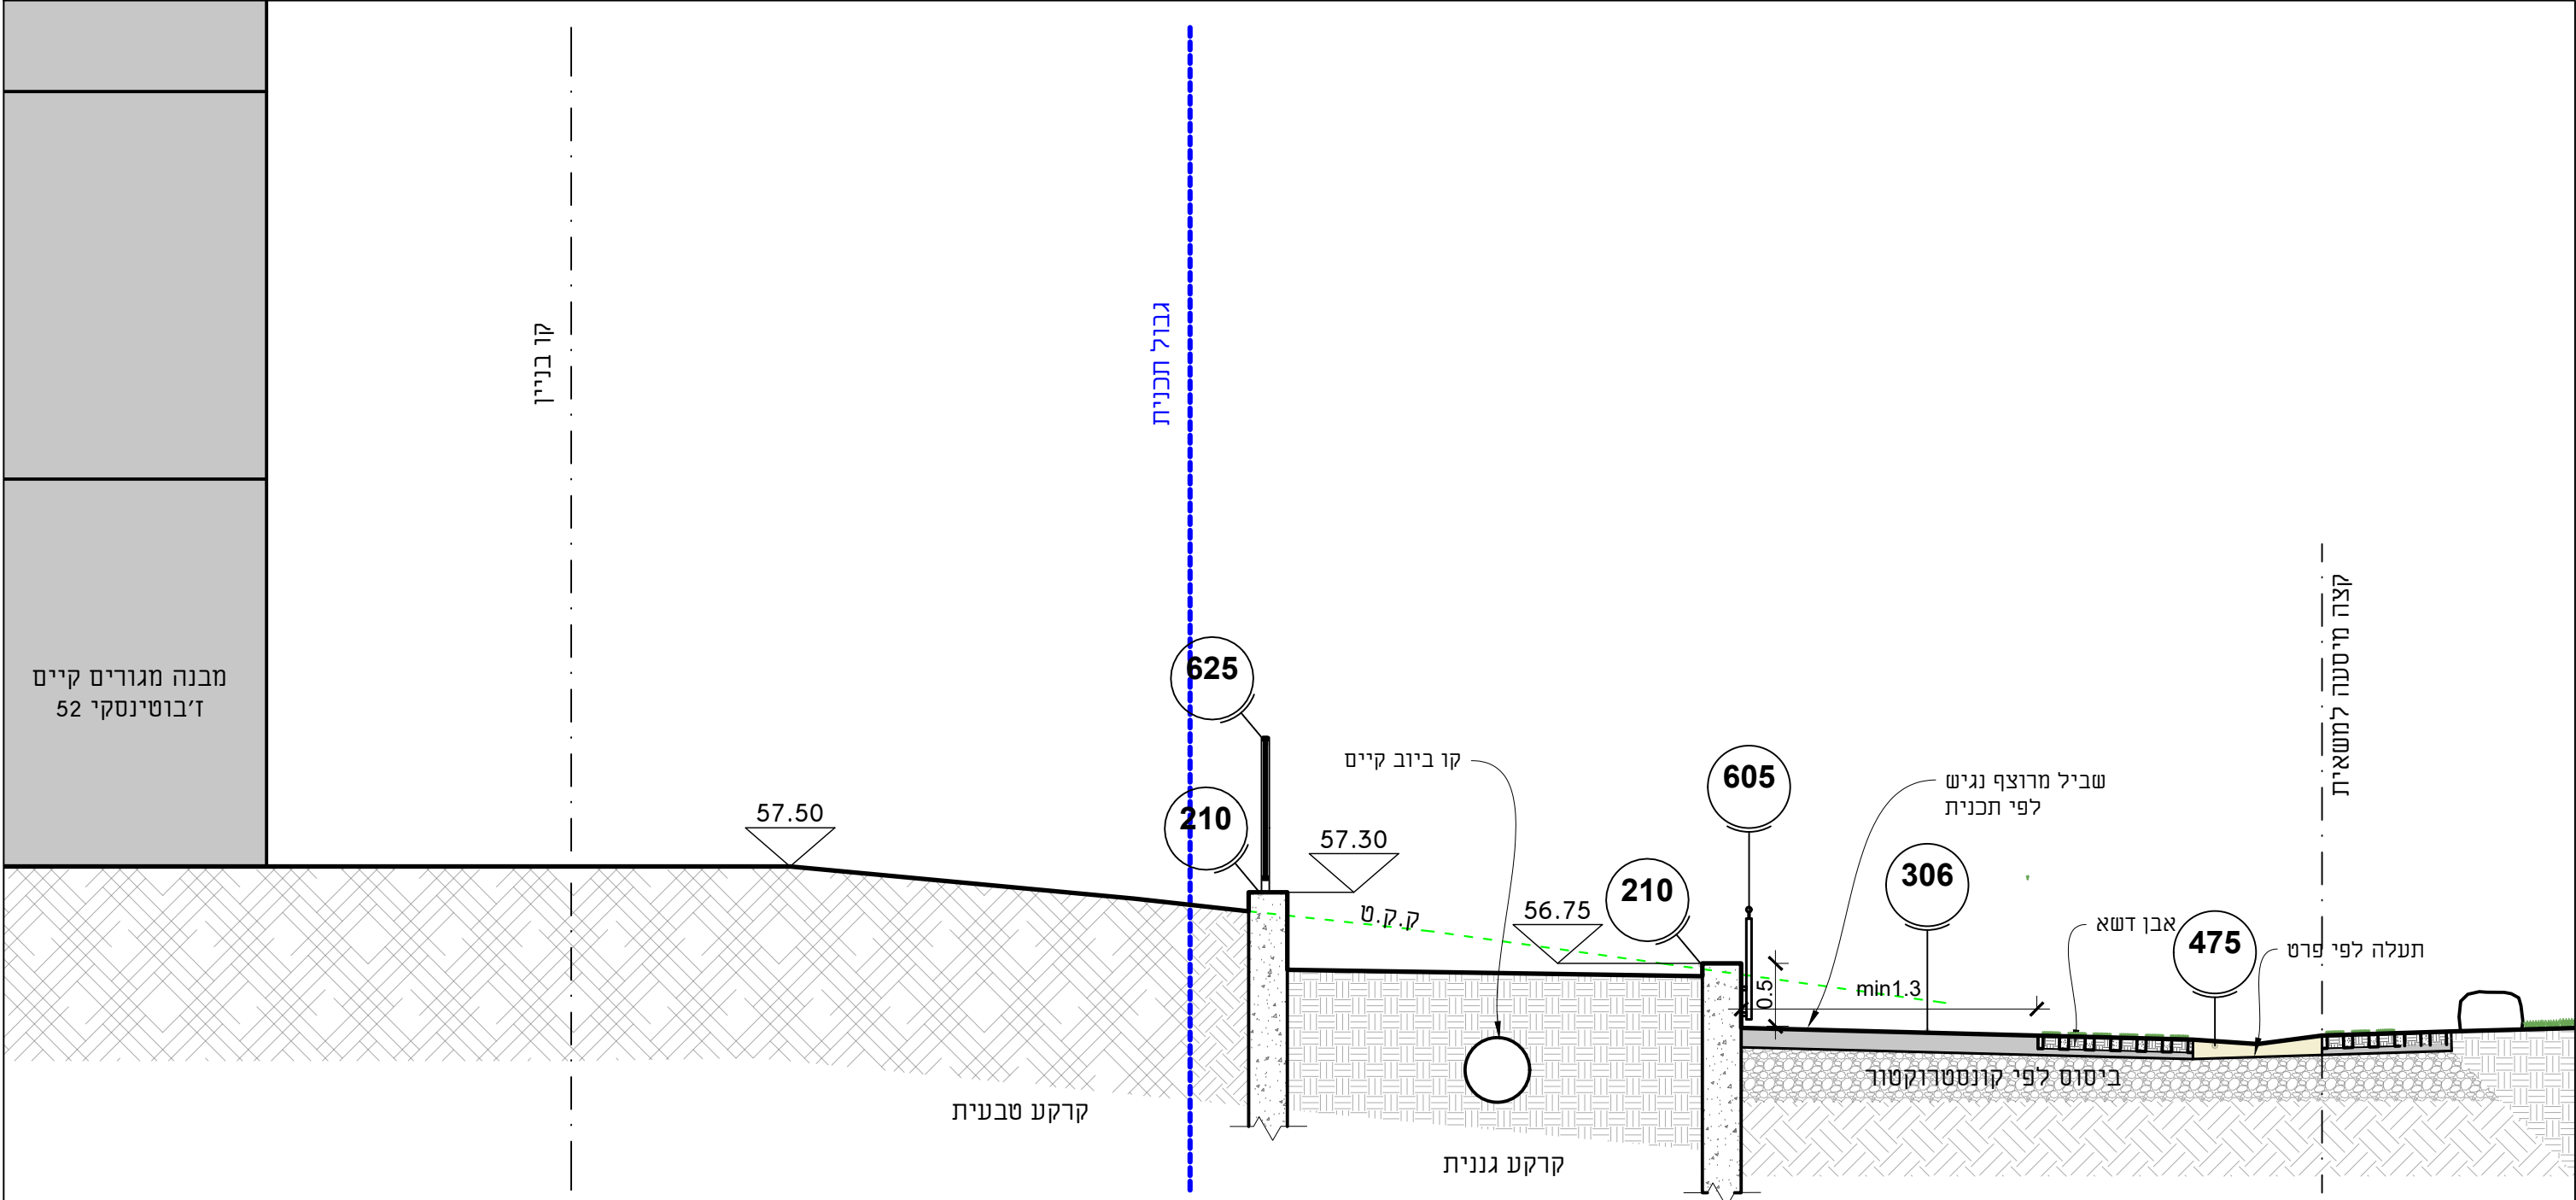 קו בניין
גבול תכנית
קצה מיסעה למשאית
625
מבנה מגורים קיים
ז'בוטינסקי 52
קו ביוב קיים
605
שביל מרוצף נגיש
לפי תכנית
57.50
210
57.30
306
210
56.75
ק.ק.ט
אבן דשא
475
תעלה לפי פרט
0.5
min1.3
ביסוס לפי קונסטרוקטור
קרקע טבעית
קרקע גננית